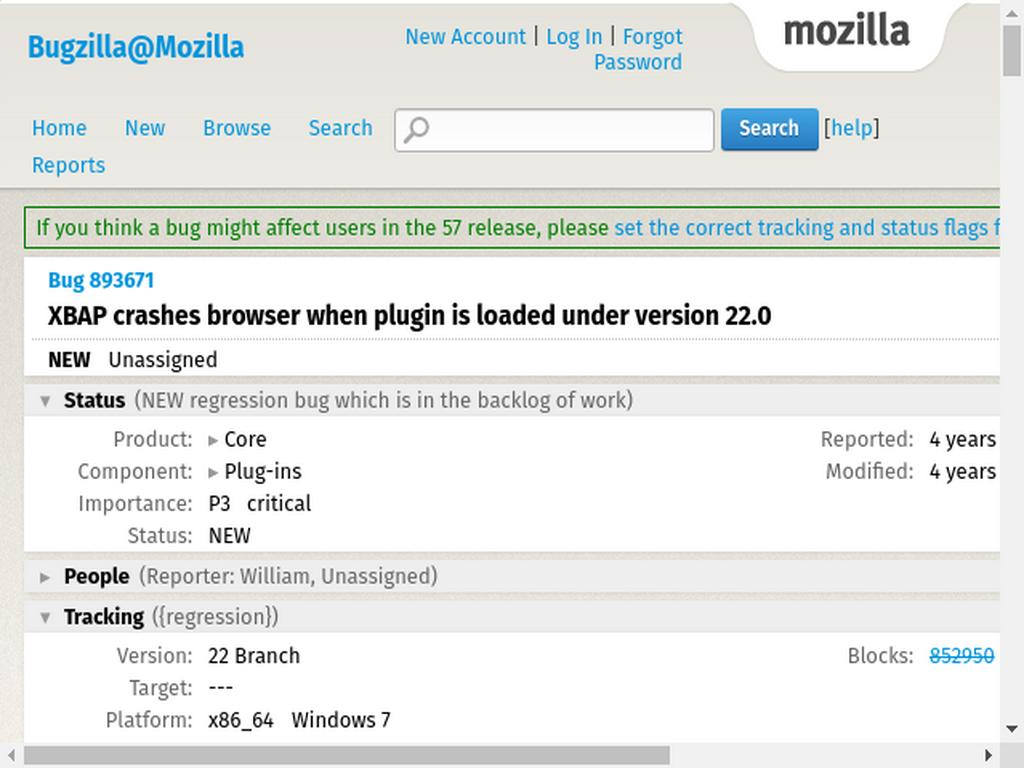 Bugzilla@Mozilla
New Account | Log In | Forgot
Password
mozilla
Home New Browse Search Search [help]
Reports
If you think a bug might affect users in the 57 release, please set the correct tracking and status flags f
Bug 893671
XBAP crashes browser when plugin is loaded under version 22.0
NEW Unassigned
▾ Status (NEW regression bug which is in the backlog of work)
Product: ▸ Core Reported: 4 years
Component: ▸ Plug-ins Modified: 4 years
Importance: P3 critical
Status: NEW
▸ People (Reporter: William, Unassigned)
▾ Tracking ({regression})
Version: 22 Branch Blocks: 852950
Target: ---
Platform: x86_64 Windows 7